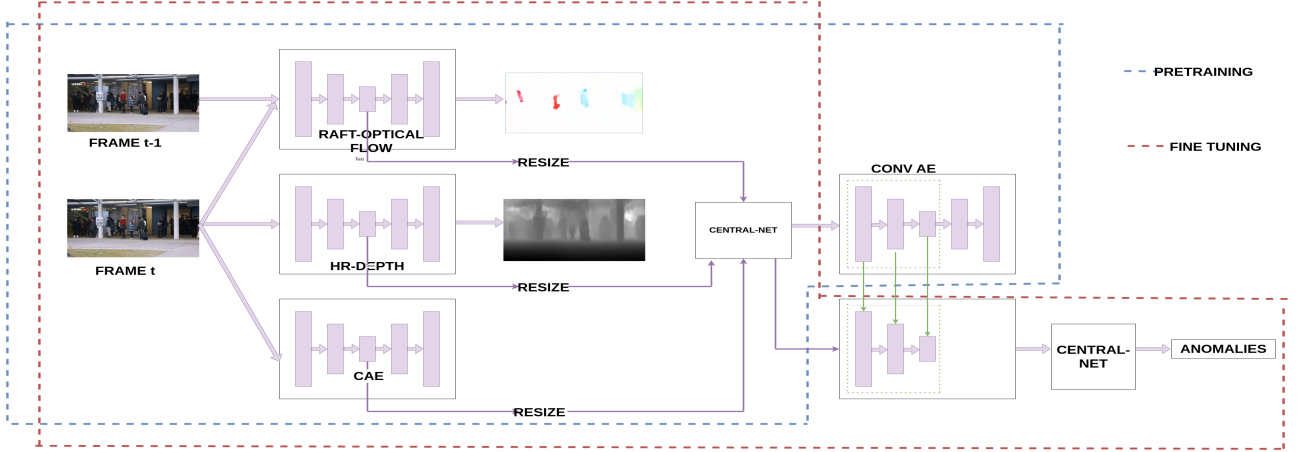 PRETRAINING
FRAME t-1
RAFT-OPTICAL
FLOW
Text
RESIZE
FINE TUNING
CONV AE
FRAME t
HR-DEPTH
CENTRAL-NET
RESIZE
CAE
RESIZE
CENTRAL-
NET
ANOMALIES